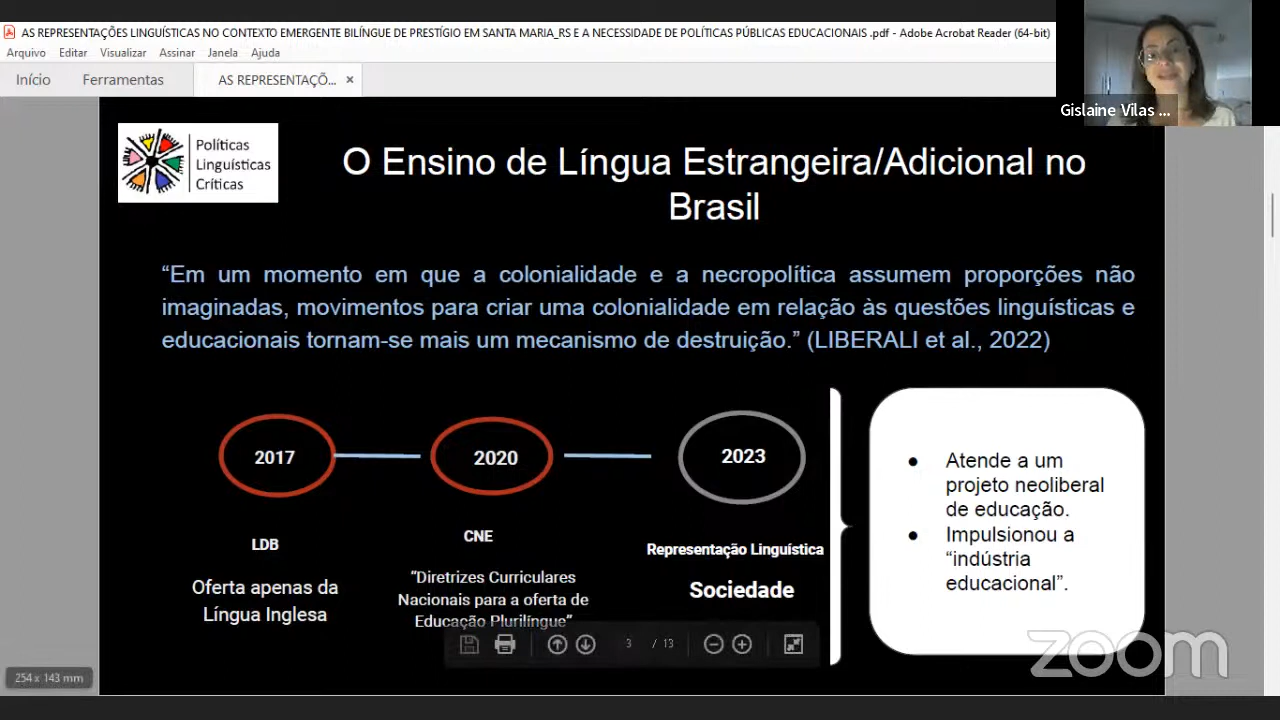 AS REPRESENTAÇÕES LINGUÍSTICAS NO CONTEXTO EMERGENTE BILÍNGUE DE PRESTÍGIO EM SANTA MARIA_RS E A NECESSIDADE DE POLÍTICAS PÚBLICAS EDUCACIONAIS .pdf - Adobe Acrobat Reader (64-bit)
Arquivo Editar Visualizar Assinar Janela Ajuda
Início Ferramentas AS REPRESENTAÇÕ... ×
Gislaine Vilas ...
Políticas
Linguísticas
Críticas
O Ensino de Língua Estrangeira/Adicional no
Brasil
“Em um momento em que a colonialidade e a necropolítica assumem proporções não
imaginadas, movimentos para criar uma colonialidade em relação às questões linguísticas e
educacionais tornam-se mais um mecanismo de destruição.” (LIBERALI et al., 2022)
2017
LDB
Oferta apenas da
Língua Inglesa
2020
CNE
“Diretrizes Curriculares
Nacionais para a oferta de
Educação Plurilíngue”
2023
Representação Linguística
Sociedade
● Atende a um
projeto neoliberal
de educação.
● Impulsionou a
“indústria
educacional”.
3 / 13
254 x 143 mm
zoom